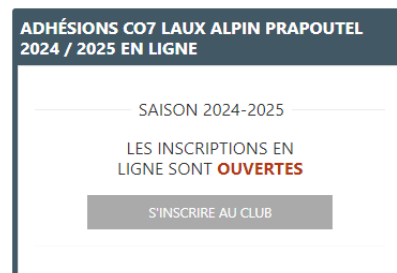 ADHÉSIONS CO7 LAUX ALPIN PRAPOUTEL
2024 / 2025 EN LIGNE
SAISON 2024-2025
LES INSCRIPTIONS EN
LIGNE SONT OUVERTES
S'INSCRIRE AU CLUB